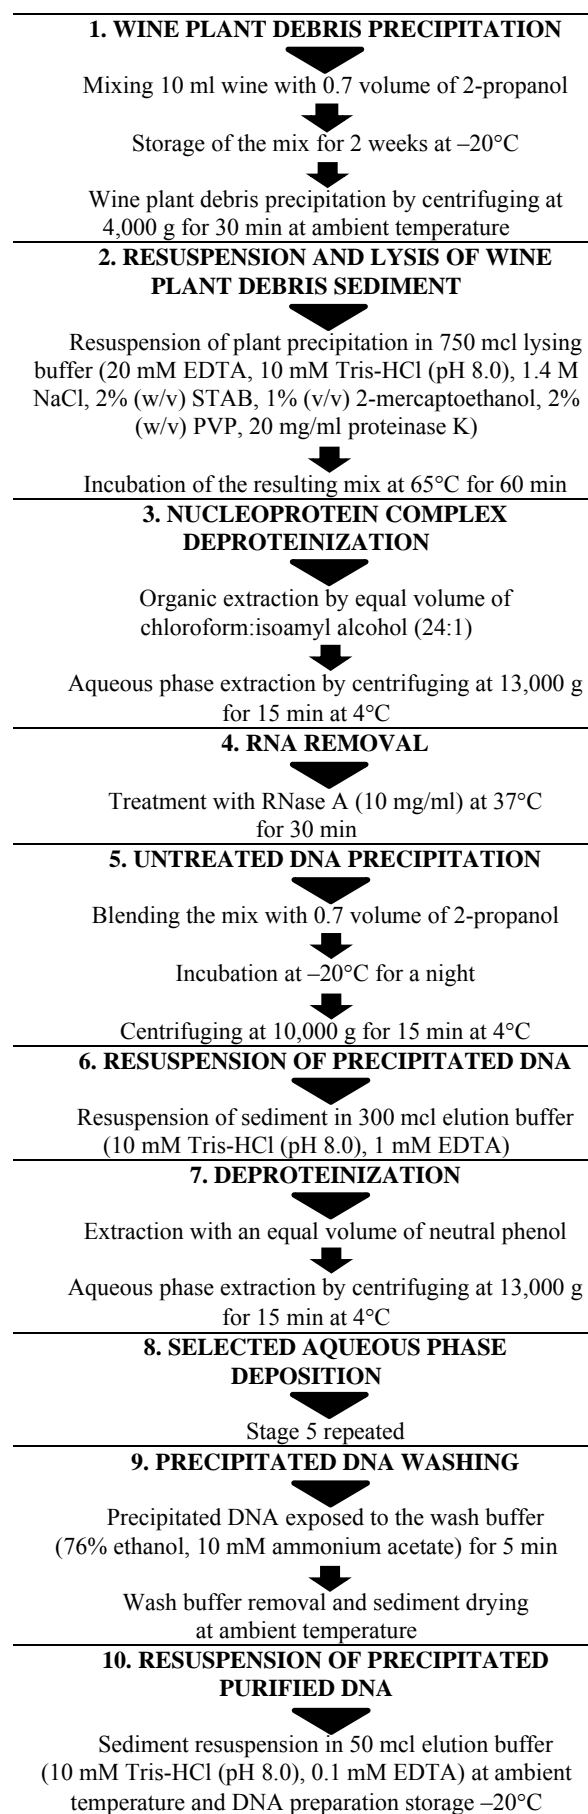 1. WINE PLANT DEBRIS PRECIPITATION
Mixing 10 ml wine with 0.7 volume of 2-propanol
Storage of the mix for 2 weeks at –20°C
Wine plant debris precipitation by centrifuging at
4,000 g for 30 min at ambient temperature
2. RESUSPENSION AND LYSIS OF WINE
PLANT DEBRIS SEDIMENT
Resuspension of plant precipitation in 750 mcl lysing
buffer (20 mM EDTA, 10 mM Tris-HCl (pH 8.0), 1.4 M
NaCl, 2% (w/v) STAB, 1% (v/v) 2-mercaptoethanol, 2%
(w/v) PVP, 20 mg/ml proteinase K)
Incubation of the resulting mix at 65°C for 60 min
3. NUCLEOPROTEIN COMPLEX
DEPROTEINIZATION
Organic extraction by equal volume of
chloroform:isoamyl alcohol (24:1)
Aqueous phase extraction by centrifuging at 13,000 g
for 15 min at 4°C
4. RNA REMOVAL
Treatment with RNase A (10 mg/ml) at 37°C
for 30 min
5. UNTREATED DNA PRECIPITATION
Blending the mix with 0.7 volume of 2-propanol
Incubation at –20°C for a night
Centrifuging at 10,000 g for 15 min at 4°C
6. RESUSPENSION OF PRECIPITATED DNA
Resuspension of sediment in 300 mcl elution buffer
(10 mM Tris-HCl (pH 8.0), 1 mM EDTA)
7. DEPROTEINIZATION
Extraction with an equal volume of neutral phenol
Aqueous phase extraction by centrifuging at 13,000 g
for 15 min at 4°C
8. SELECTED AQUEOUS PHASE
DEPOSITION
Stage 5 repeated
9. PRECIPITATED DNA WASHING
Precipitated DNA exposed to the wash buffer
(76% ethanol, 10 mM ammonium acetate) for 5 min
Wash buffer removal and sediment drying
at ambient temperature
10. RESUSPENSION OF PRECIPITATED
PURIFIED DNA
Sediment resuspension in 50 mcl elution buffer
(10 mM Tris-HCl (pH 8.0), 0.1 mM EDTA) at ambient
temperature and DNA preparation storage –20°C